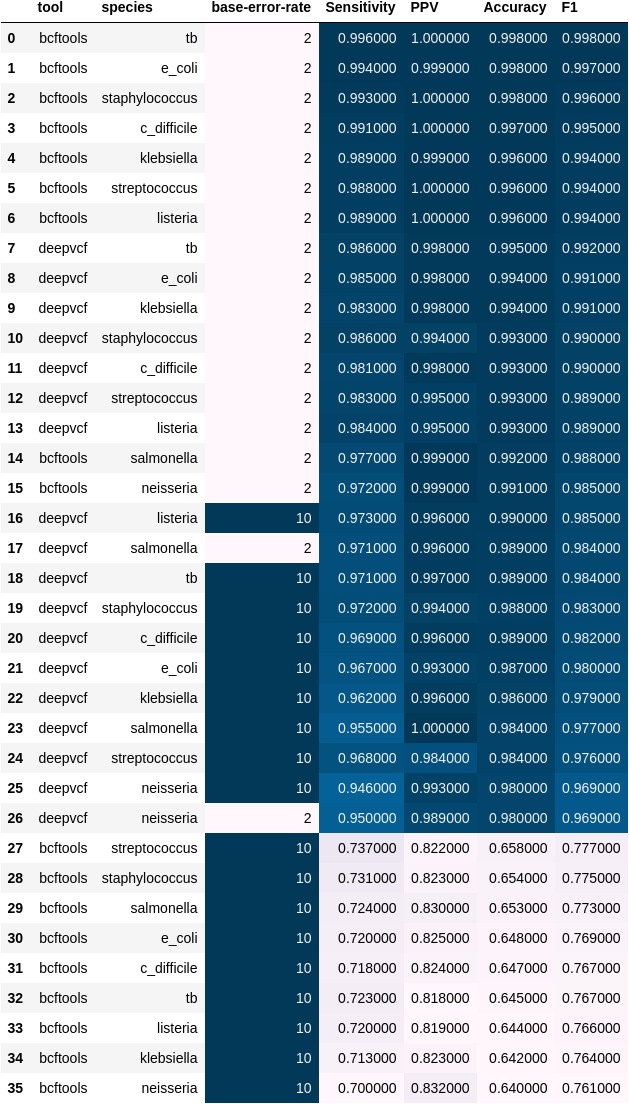 tool species base-error-rate Sensitivity PPV Accuracy F1
0 bcftools tb 2 0.996000 1.000000 0.998000 0.998000
1 bcftools e_coli 2 0.994000 0.999000 0.998000 0.997000
2 bcftools staphylococcus 2 0.993000 1.000000 0.998000 0.996000
3 bcftools c_difficile 2 0.991000 1.000000 0.997000 0.995000
4 bcftools klebsiella 2 0.989000 0.999000 0.996000 0.994000
5 bcftools streptococcus 2 0.988000 1.000000 0.996000 0.994000
6 bcftools listeria 2 0.989000 1.000000 0.996000 0.994000
7 deepvcf tb 2 0.986000 0.998000 0.995000 0.992000
8 deepvcf e_coli 2 0.985000 0.998000 0.994000 0.991000
9 deepvcf klebsiella 2 0.983000 0.998000 0.994000 0.991000
10 deepvcf staphylococcus 2 0.986000 0.994000 0.993000 0.990000
11 deepvcf c_difficile 2 0.981000 0.998000 0.993000 0.990000
12 deepvcf streptococcus 2 0.983000 0.995000 0.993000 0.989000
13 deepvcf listeria 2 0.984000 0.995000 0.993000 0.989000
14 bcftools salmonella 2 0.977000 0.999000 0.992000 0.988000
15 bcftools neisseria 2 0.972000 0.999000 0.991000 0.985000
16 deepvcf listeria 10 0.973000 0.996000 0.990000 0.985000
17 deepvcf salmonella 2 0.971000 0.996000 0.989000 0.984000
18 deepvcf tb 10 0.971000 0.997000 0.989000 0.984000
19 deepvcf staphylococcus 10 0.972000 0.994000 0.988000 0.983000
20 deepvcf c_difficile 10 0.969000 0.996000 0.989000 0.982000
21 deepvcf e_coli 10 0.967000 0.993000 0.987000 0.980000
22 deepvcf klebsiella 10 0.962000 0.996000 0.986000 0.979000
23 deepvcf salmonella 10 0.955000 1.000000 0.984000 0.977000
24 deepvcf streptococcus 10 0.968000 0.984000 0.984000 0.976000
25 deepvcf neisseria 10 0.946000 0.993000 0.980000 0.969000
26 deepvcf neisseria 2 0.950000 0.989000 0.980000 0.969000
27 bcftools streptococcus 10 0.737000 0.822000 0.658000 0.777000
28 bcftools staphylococcus 10 0.731000 0.823000 0.654000 0.775000
29 bcftools salmonella 10 0.724000 0.830000 0.653000 0.773000
30 bcftools e_coli 10 0.720000 0.825000 0.648000 0.769000
31 bcftools c_difficile 10 0.718000 0.824000 0.647000 0.767000
32 bcftools tb 10 0.723000 0.818000 0.645000 0.767000
33 bcftools listeria 10 0.720000 0.819000 0.644000 0.766000
34 bcftools klebsiella 10 0.713000 0.823000 0.642000 0.764000
35 bcftools neisseria 10 0.700000 0.832000 0.640000 0.761000